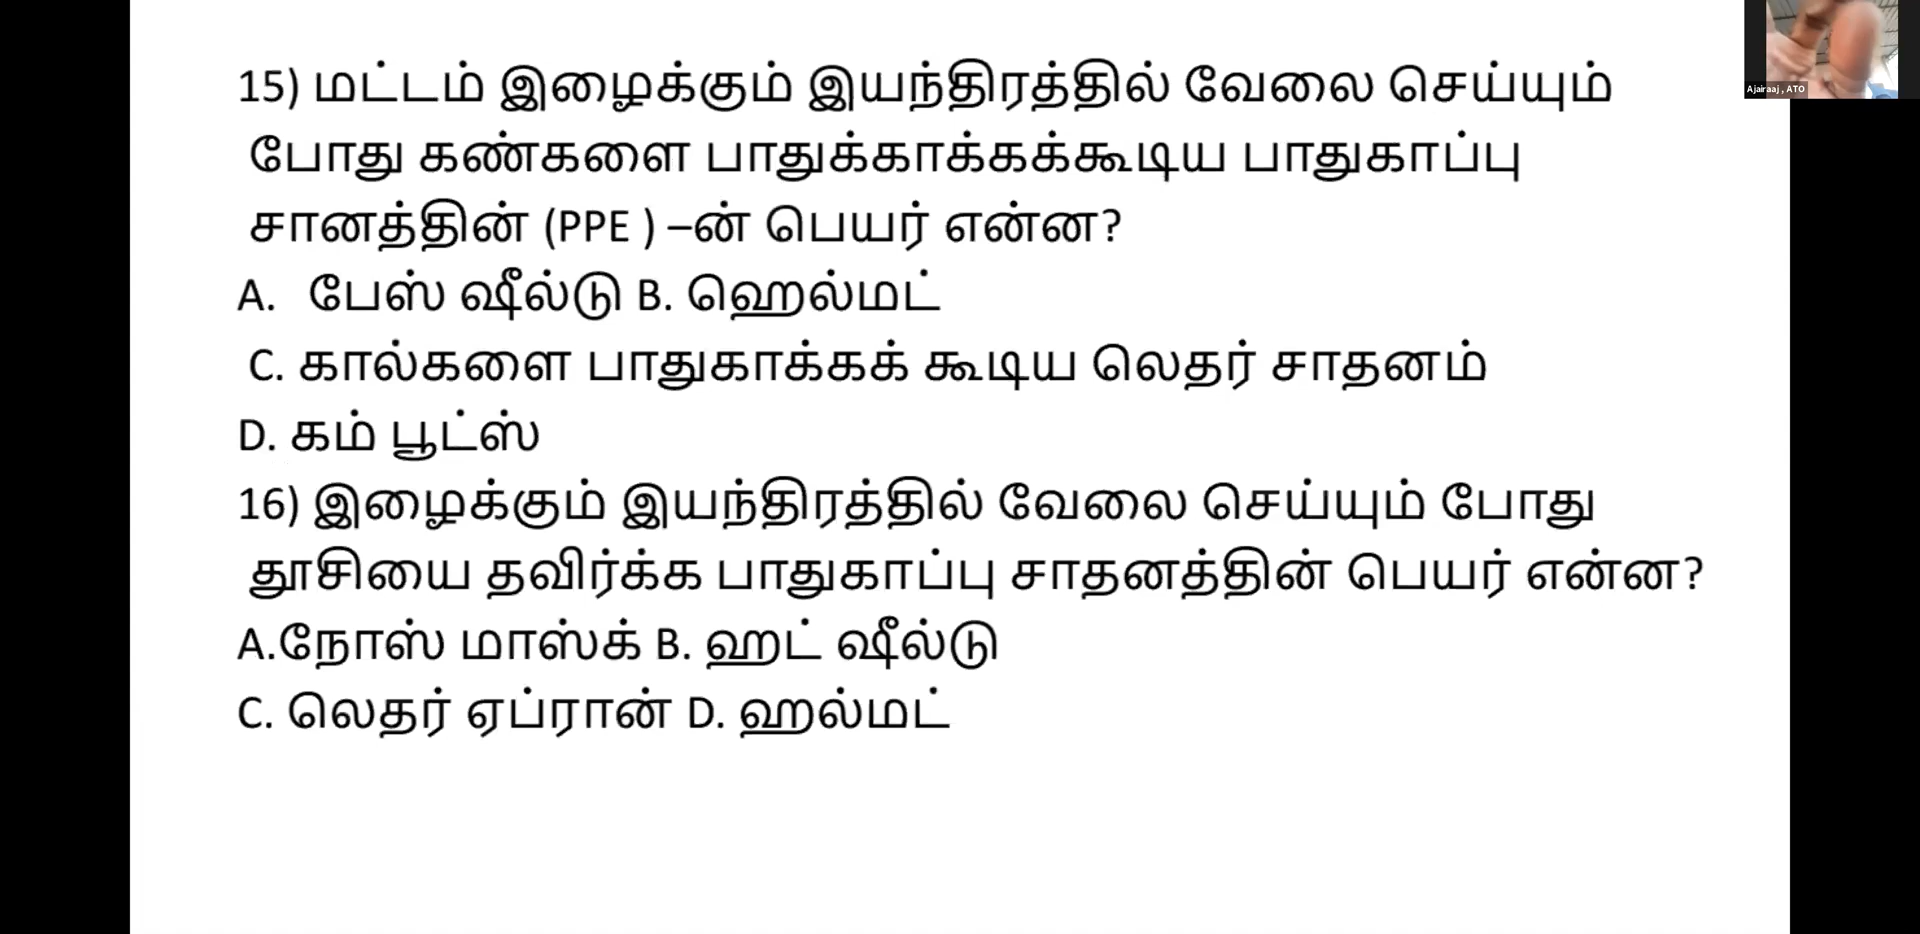 15) மட்டம் இழைக்கும் இயந்திரத்தில் வேலை செய்யும்
போது கண்களை பாதுக்காக்கக்கூடிய பாதுகாப்பு
சானத்தின் (PPE ) –ன் பெயர் என்ன?
A. பேஸ் ஷீல்டு B. ஹெல்மட்
C. கால்களை பாதுகாக்கக் கூடிய லெதர் சாதனம்
D. கம் பூட்ஸ்
16) இழைக்கும் இயந்திரத்தில் வேலை செய்யும் போது
தூசியை தவிர்க்க பாதுகாப்பு சாதனத்தின் பெயர் என்ன?
A.நோஸ் மாஸ்க் B. ஹட் ஷீல்டு
C. லெதர் ஏப்ரான் D. ஹல்மட்
Ajairaaj , ATO